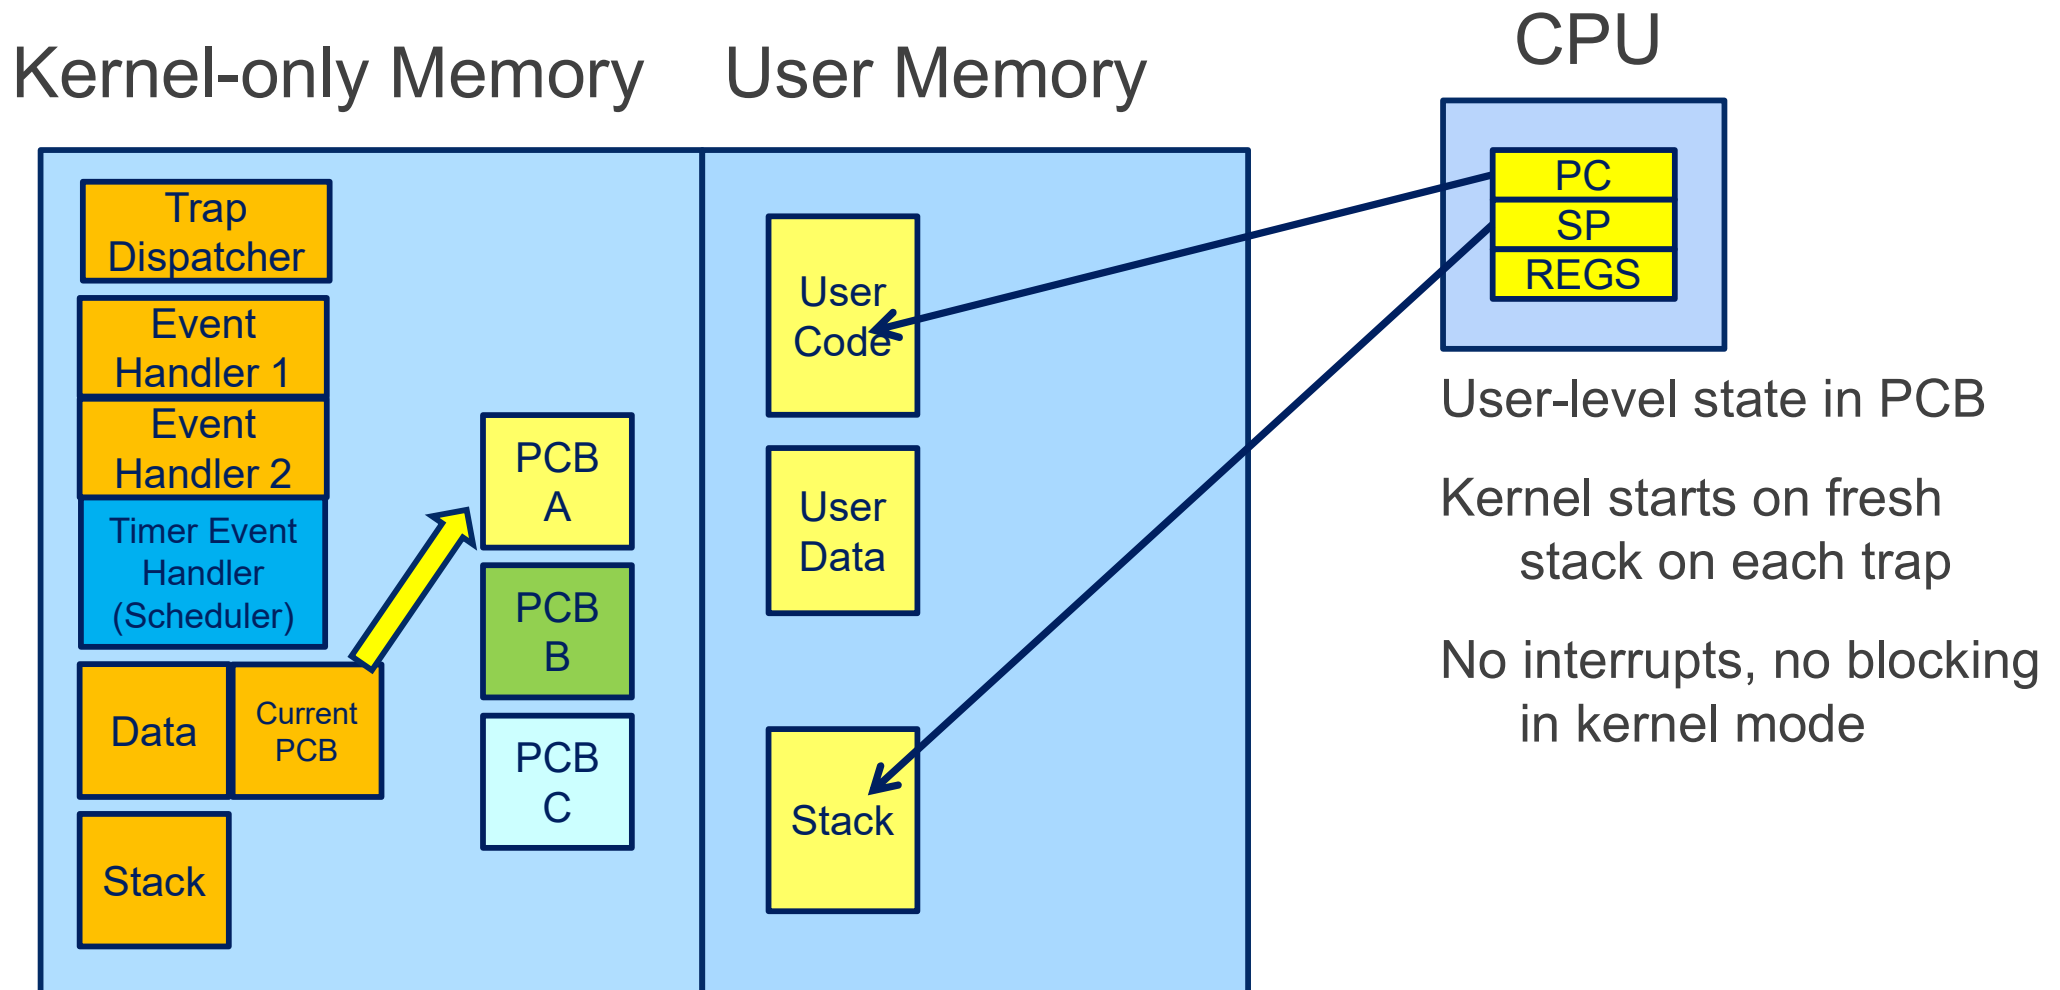 Kernel-only Memory
User Memory
CPU
Trap
Dispatcher
Event
Handler 1
Event
Handler 2
Timer Event
Handler
(Scheduler)
Data
Current
PCB
Stack
PCB
A
PCB
B
PCB
C
User
Code
User
Data
Stack
PC
SP
REGS
User-level state in PCB
Kernel starts on fresh
stack on each trap
No interrupts, no blocking
in kernel mode